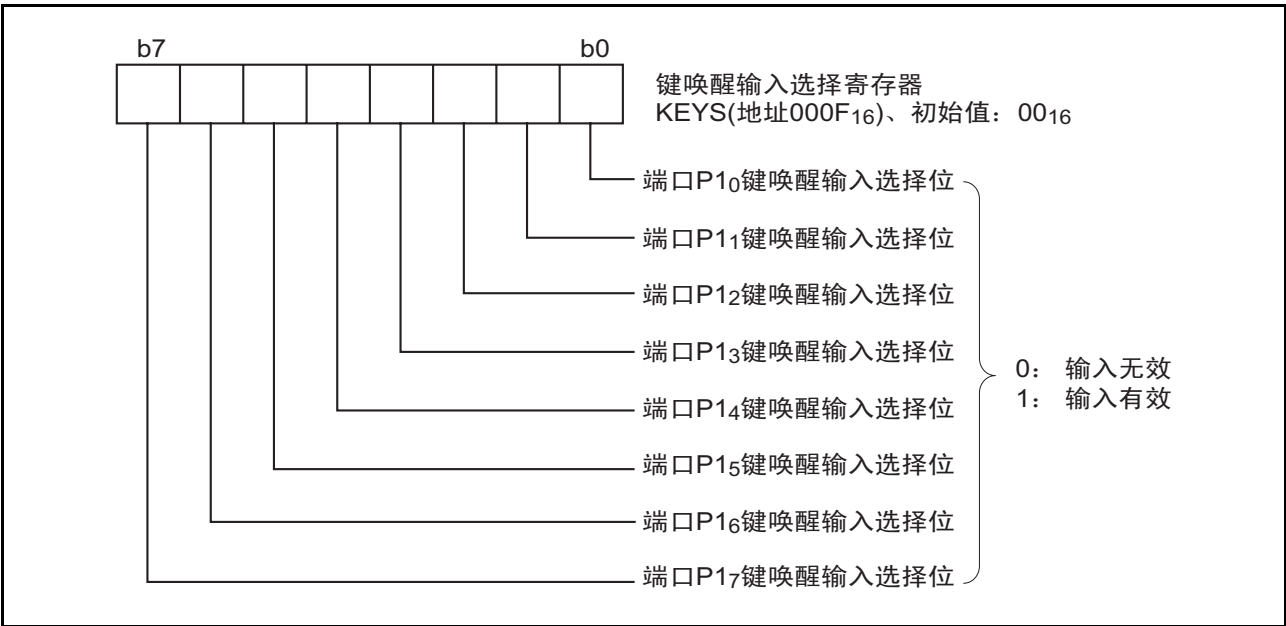 b7 b0
键唤醒输入选择寄存器
KEYS(地址000F₁₆)、初始值：00₁₆
端口P1₀键唤醒输入选择位
端口P1₁键唤醒输入选择位
端口P1₂键唤醒输入选择位
端口P1₃键唤醒输入选择位
端口P1₄键唤醒输入选择位
端口P1₅键唤醒输入选择位
端口P1₆键唤醒输入选择位
端口P1₇键唤醒输入选择位
0： 输入无效
1： 输入有效